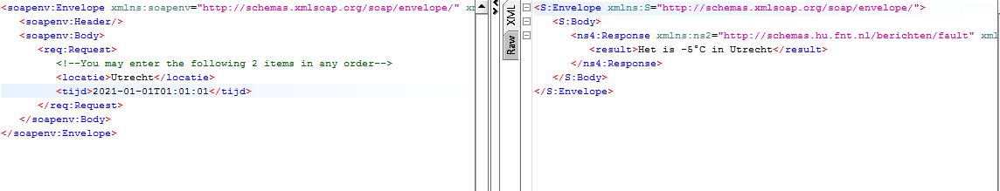 <soapenv:Envelope xmlns:soapenv="http://schemas.xmlsoap.org/soap/envelope/"
<soapenv:Header/>
<soapenv:Body>
<req:Request>
<!--You may enter the following 2 items in any order-->
<locatie>Utrecht</locatie>
<tijd>2021-01-01T01:01:01</tijd>
</req:Request>
</soapenv:Body>
</soapenv:Envelope>
XML
Raw
<S:Envelope xmlns:S="http://schemas.xmlsoap.org/soap/envelope/">
<S:Body>
<ns4:Response xmlns:ns2="http://schemas.hu.fnt.nl/berichten/fault" xml
<result>Het is -5°C in Utrecht</result>
</ns4:Response>
</S:Body>
</S:Envelope>